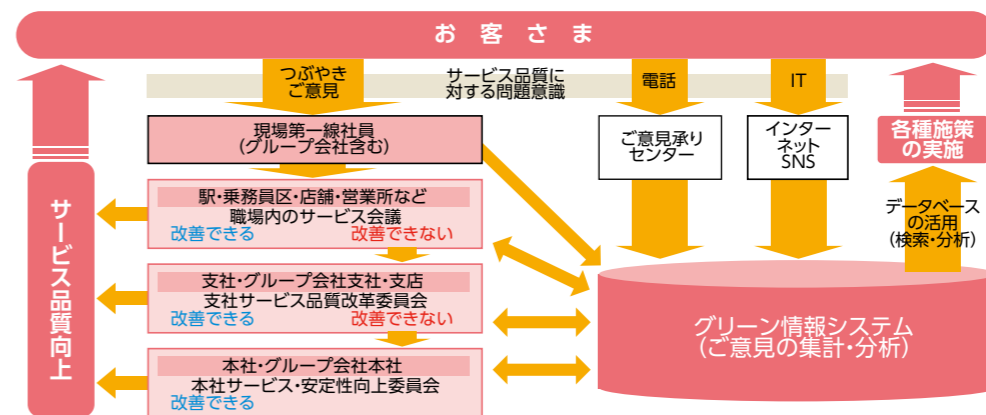 お客さま
つぶやき
ご意見
サービス品質に
対する問題意識
電話
IT
現場第一線社員
(グループ会社含む)
ご意見承り
センター
インター
ネット
SNS
各種施策
の実施
駅・乗務員区・店舗・営業所など
職場内のサービス会議
改善できる 改善できない
データベース
の活用
(検索・分析)
サービス品質向上
支社・グループ会社支社・支店
支社サービス品質改革委員会
改善できる 改善できない
グリーン情報システム
(ご意見の集計・分析)
本社・グループ会社本社
本社サービス・安定性向上委員会
改善できる